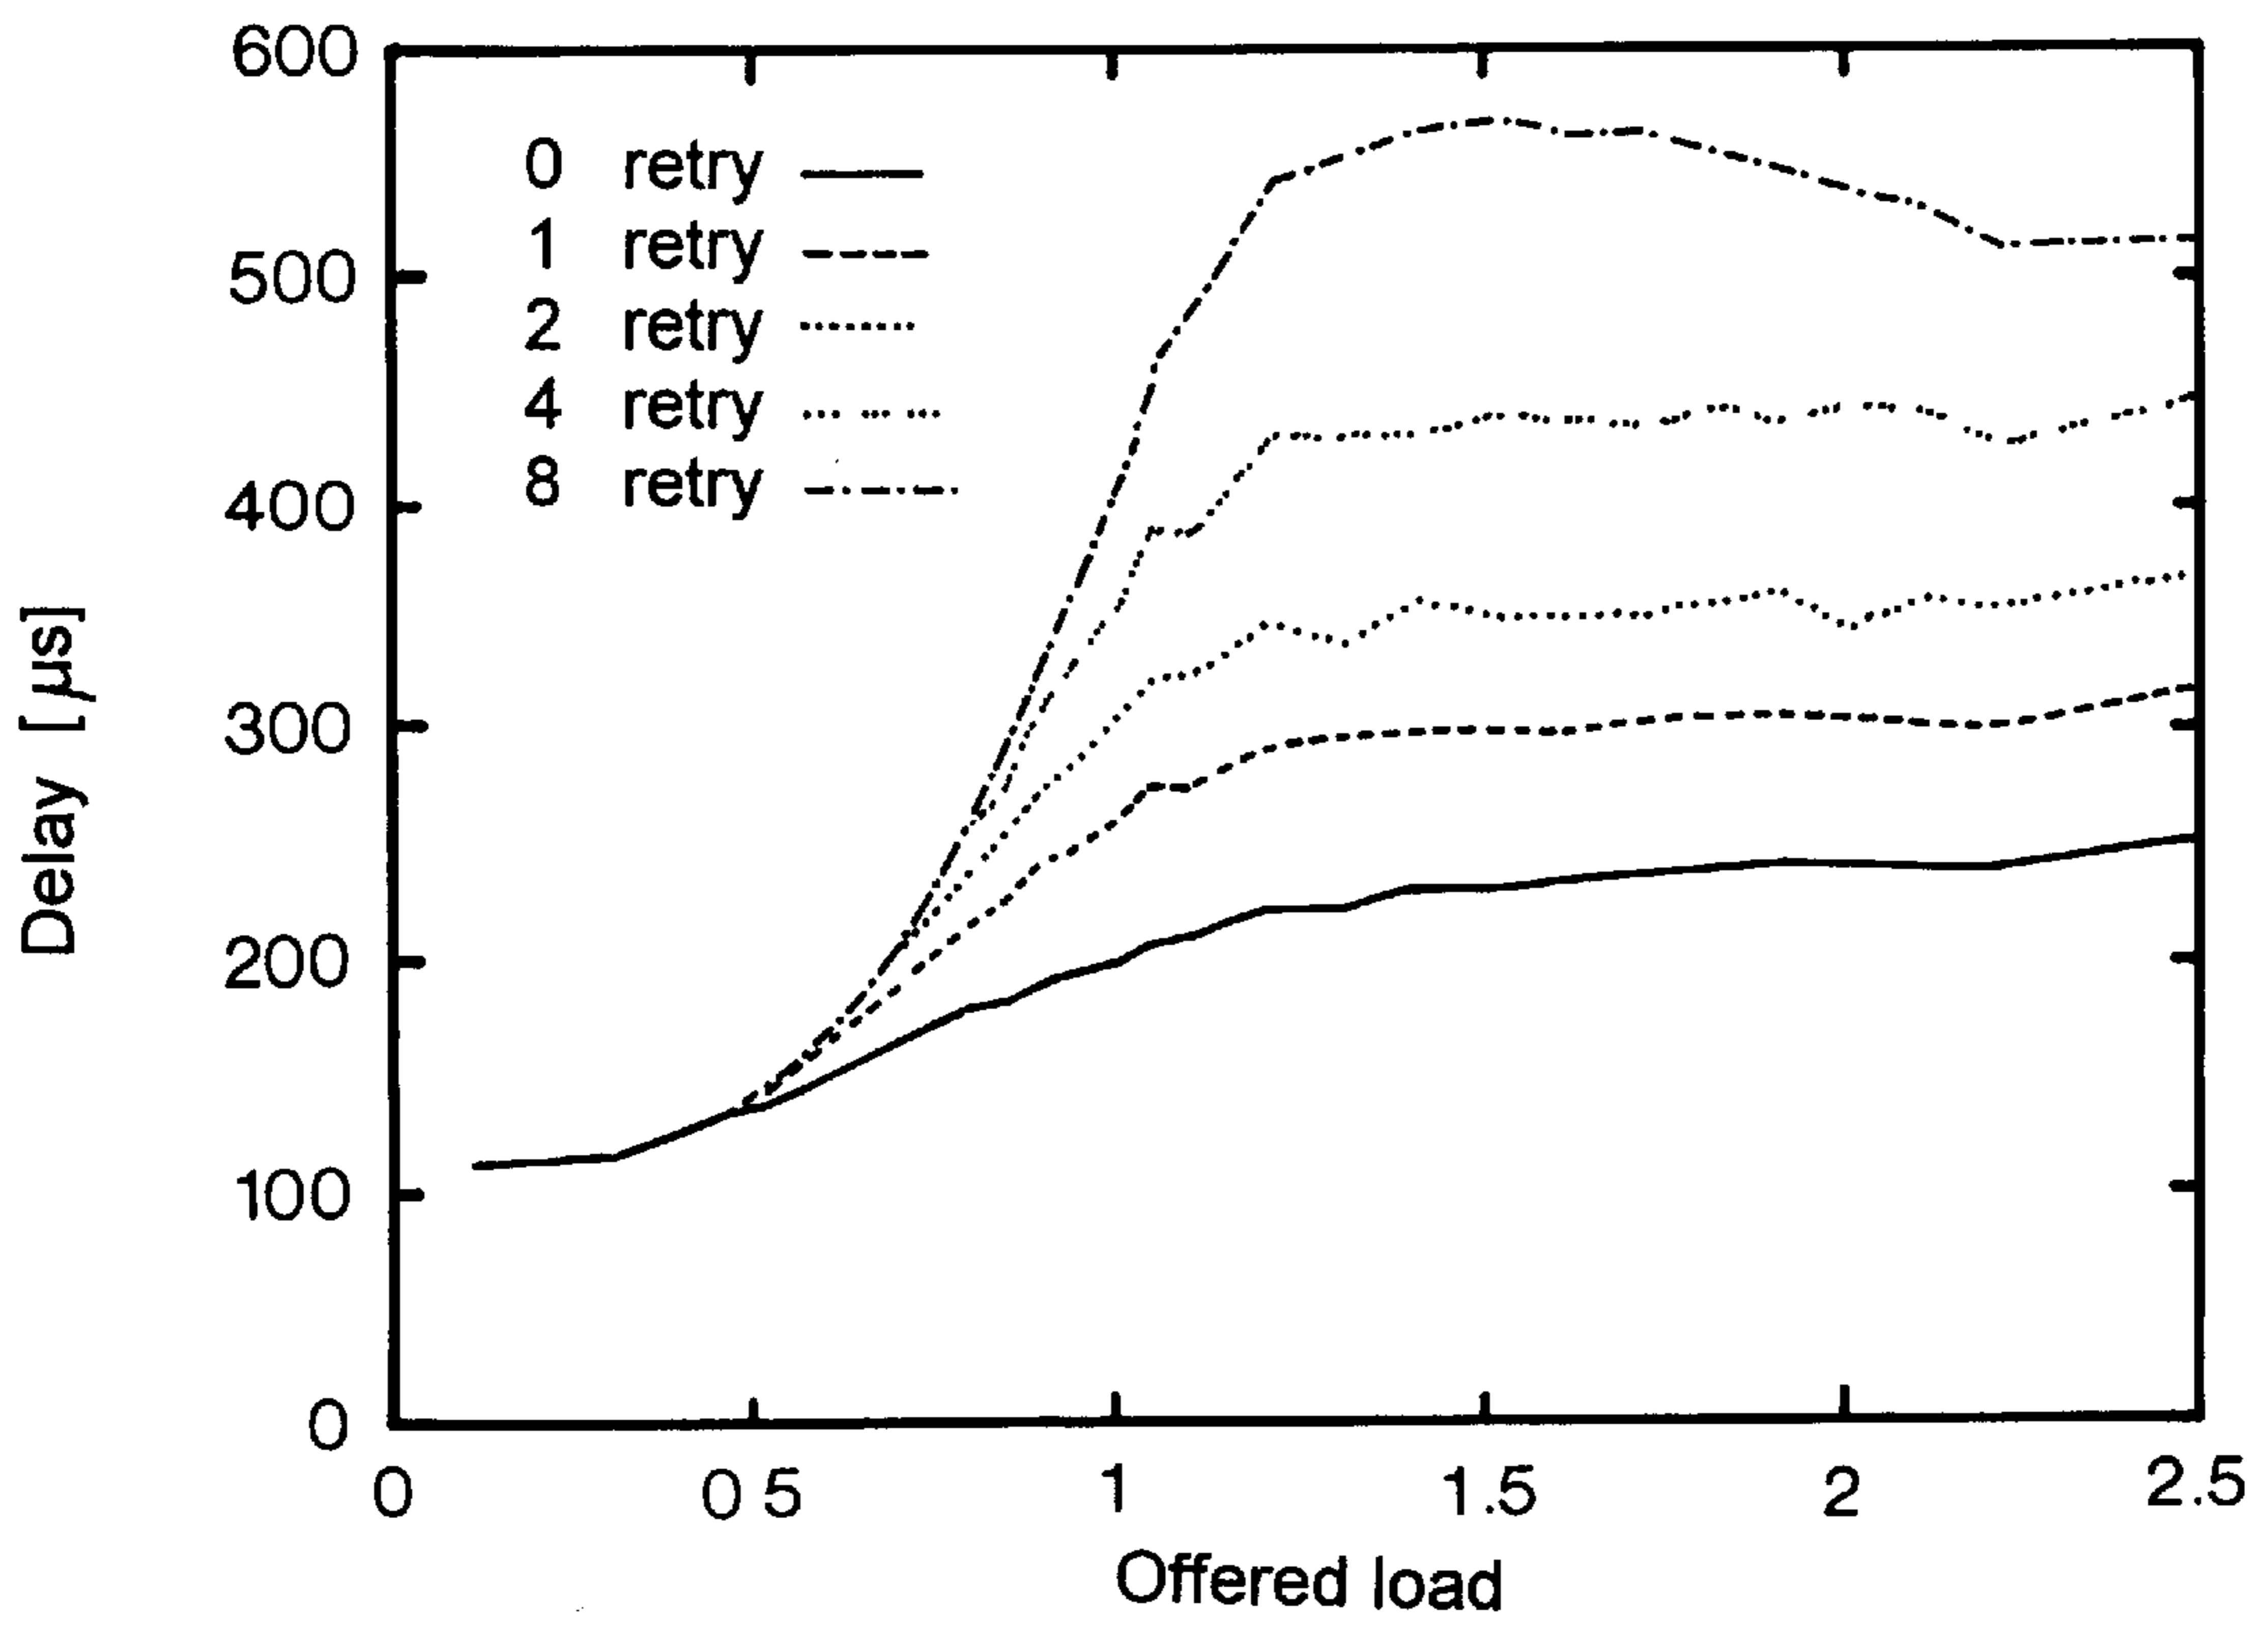 600
500
400
300
200
100
0
Delay [μs]
0 retry
1 retry
2 retry
4 retry
8 retry
0 0 5 1 1.5 2 2.5
Offered load